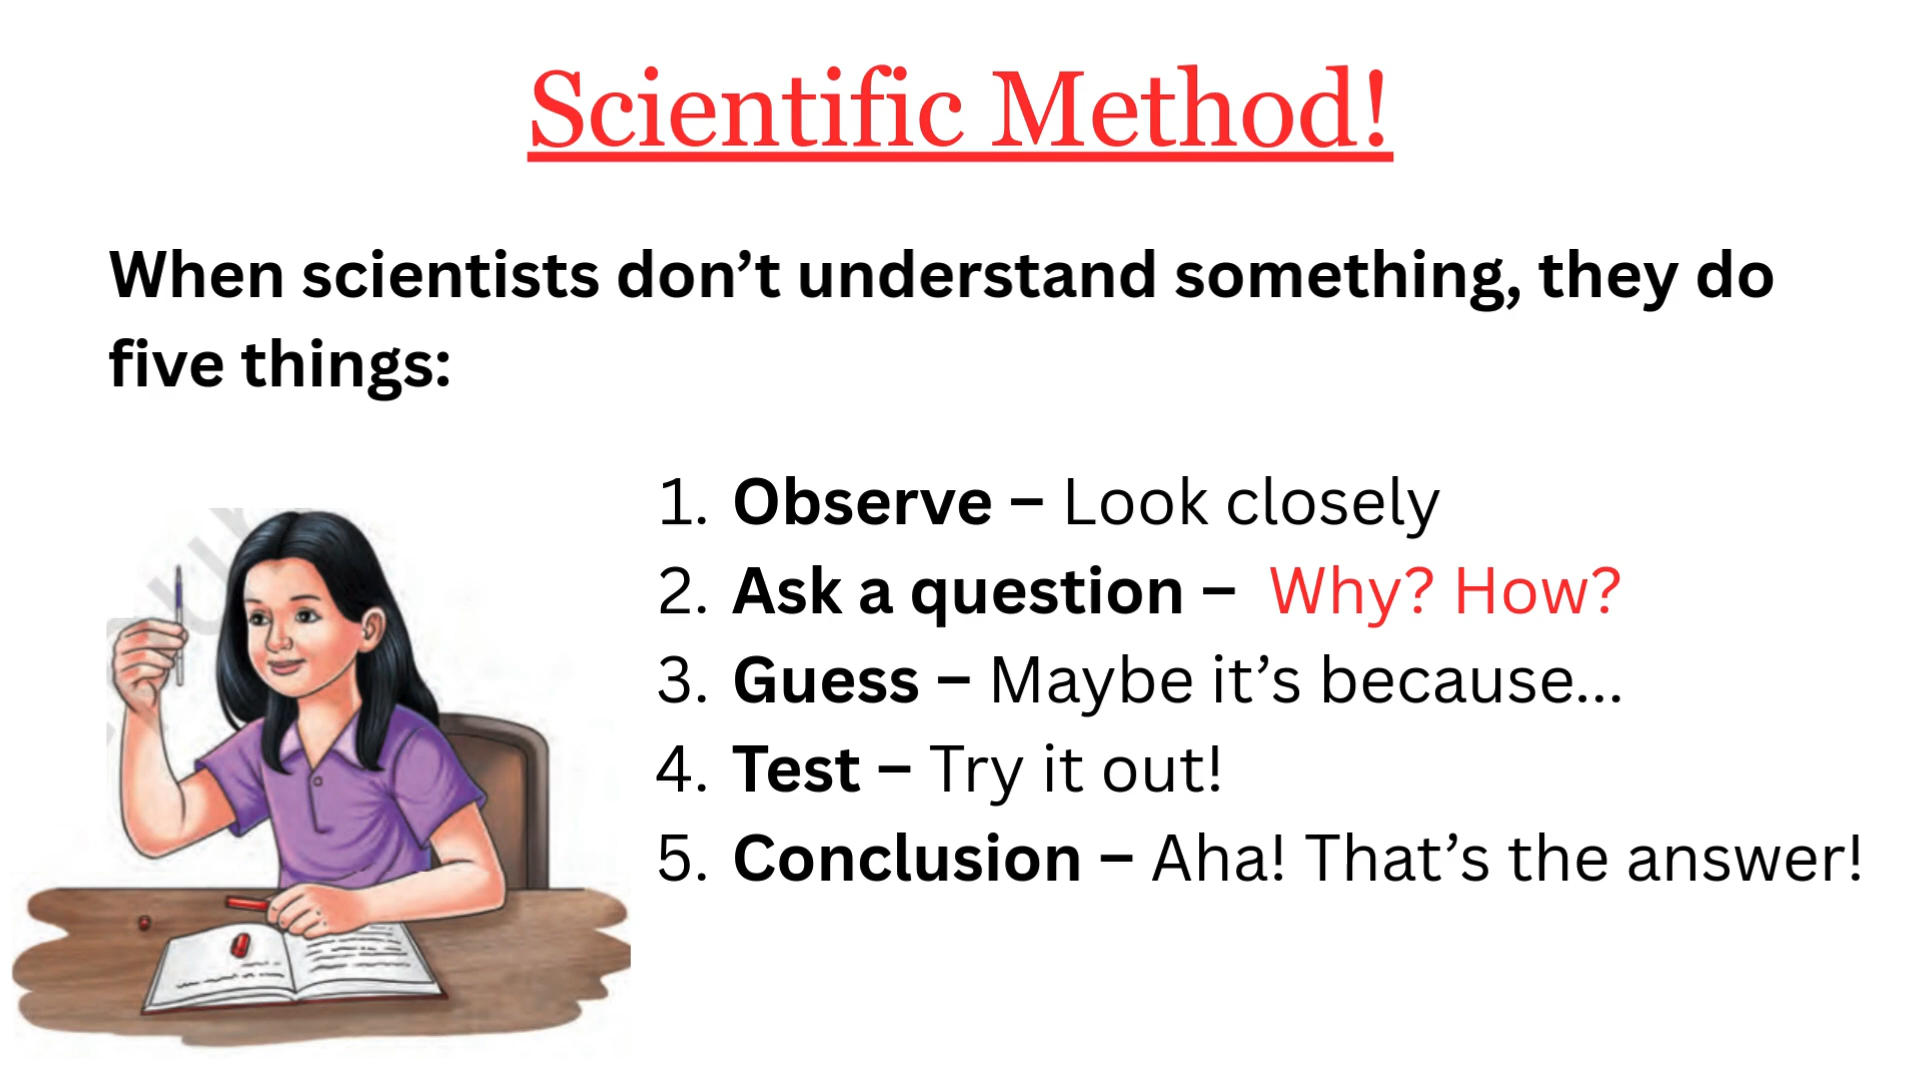 Scientific Method!
When scientists don’t understand something, they do
five things:
1. Observe – Look closely
2. Ask a question – Why? How?
3. Guess – Maybe it’s because...
4. Test – Try it out!
5. Conclusion – Aha! That’s the answer!